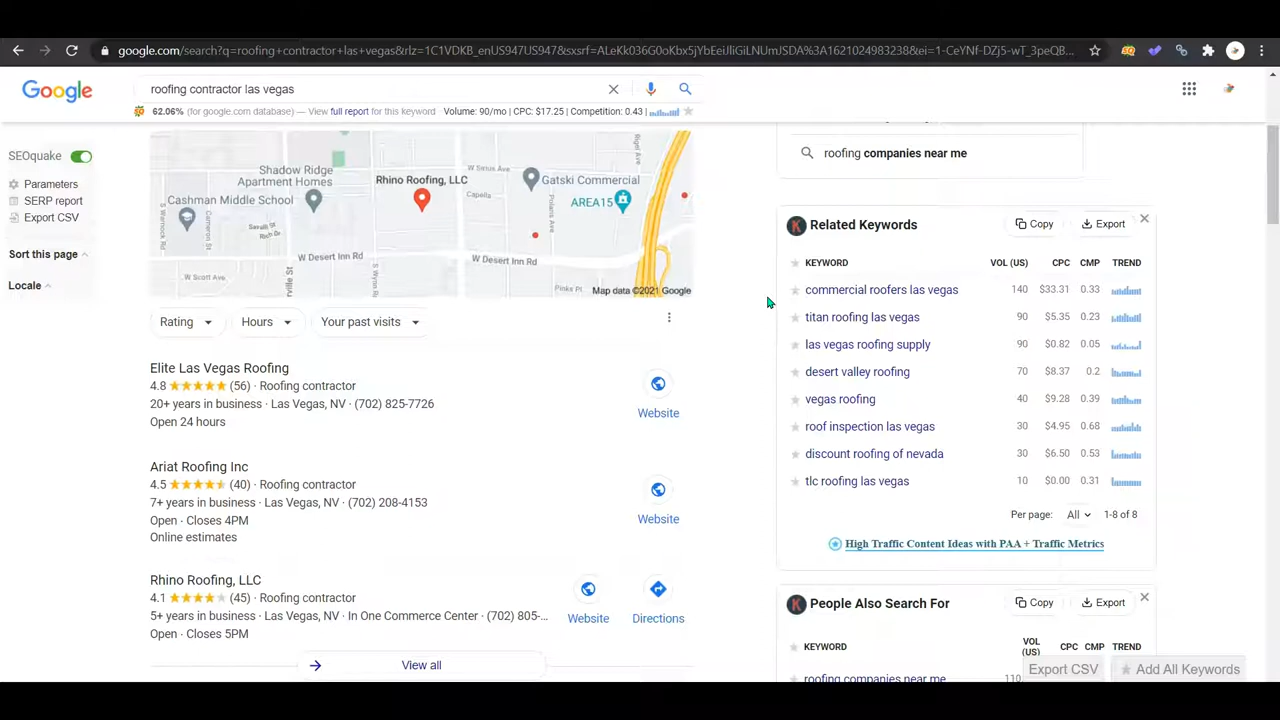 google.com/search?q=roofing+contractor+las+vegas&rlz=1C1VDKB_enUS947US947&sxsrf=ALeKk036G0oKbx5jYbEeiJliGiLNUmJSDA%3A1621024983238&ei=1-CeYNf-DZj5-wT_3peQB...
Google
roofing contractor las vegas
62.06% (for google.com database) - View full report for this keyword Volume: 90/mo | CPC: $17.25 | Competition: 0.43 |
SEOquake
Parameters
SERP report
Export CSV
Sort this page
Locale
Shadow Ridge
Apartment Homes
Cashman Middle School
Rhino Roofing, LLC
Gatski Commercial
AREA15
W Sirius Ave
Capella
Polaris Ave
Rigel Ave
S Warnock
Cameron St
Savalli St
W Desert Inn Rd
W Desert Inn Rd
W Scott Ave
Map data ©2021 Google
Rating
Hours
Your past visits
Elite Las Vegas Roofing
4.8 (56) · Roofing contractor
20+ years in business · Las Vegas, NV · (702) 825-7726
Open 24 hours
Website
Ariat Roofing Inc
4.5 (40) · Roofing contractor
7+ years in business · Las Vegas, NV · (702) 208-4153
Open · Closes 4PM
Online estimates
Website
Rhino Roofing, LLC
4.1 (45) · Roofing contractor
5+ years in business · Las Vegas, NV · In One Commerce Center · (702) 805-...
Open · Closes 5PM
Website
Directions
View all
roofing companies near me
K Related Keywords Copy Export
KEYWORD VOL (US) CPC CMP TREND
commercial roofers las vegas 140 $33.31 0.33
titan roofing las vegas 90 $5.35 0.23
las vegas roofing supply 90 $0.82 0.05
desert valley roofing 70 $8.37 0.2
vegas roofing 40 $9.28 0.39
roof inspection las vegas 30 $4.95 0.68
discount roofing of nevada 30 $6.50 0.53
tlc roofing las vegas 10 $0.00 0.31
Per page: All 1-8 of 8
High Traffic Content Ideas with PAA + Traffic Metrics
K People Also Search For Copy Export
KEYWORD VOL (US) CPC CMP TREND
roofing companies near me 110
Export CSV
Add All Keywords